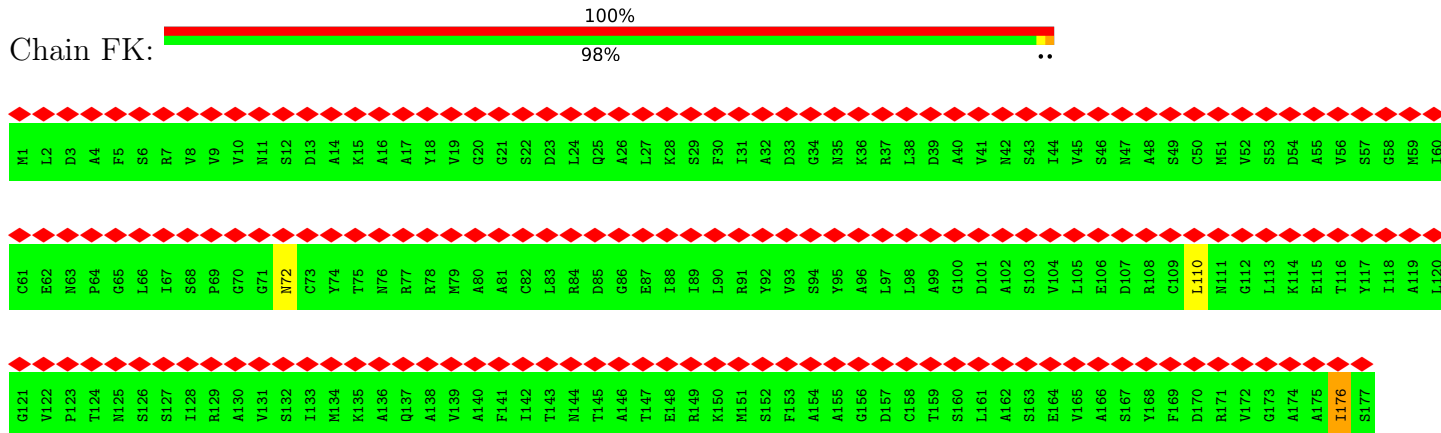 100%
Chain FK:
98%
••
M1 L2 D3 A4 F5 S6 R7 V8 V9 V10 N11 S12 D13 A14 K15 A16 A17 Y18 V19 G20 G21 S22 D23 L24 Q25 A26 L27 K28 S29 F30 I31 A32 D33 G34 N35 K36 R37 L38 D39 A40 V41 N42 S43 I44 V45 S46 N47 A48 S49 C50 M51 V52 S53 D54 A55 V56 S57 G58 M59 I60
C61 E62 N63 P64 G65 L66 I67 S68 P69 G70 G71 N72 C73 Y74 T75 N76 R77 R78 M79 A80 A81 C82 L83 R84 D85 G86 E87 I88 I89 L90 R91 Y92 V93 S94 Y95 A96 L97 L98 A99 G100 D101 A102 S103 V104 L105 E106 D107 R108 C109 L110 N111 G112 L113 K114 E115 T116 Y117 I118 A119 L120
G121 V122 P123 T124 N125 S126 S127 I128 R129 A130 V131 S132 I133 M134 K135 A136 Q137 A138 V139 A140 F141 I142 T143 N144 T145 A146 T147 E148 R149 K150 M151 S152 F153 A154 A155 G156 D157 C158 T159 S160 L161 A162 S163 E164 V165 A166 S167 Y168 F169 D170 R171 V172 G173 A174 A175 I176 S177